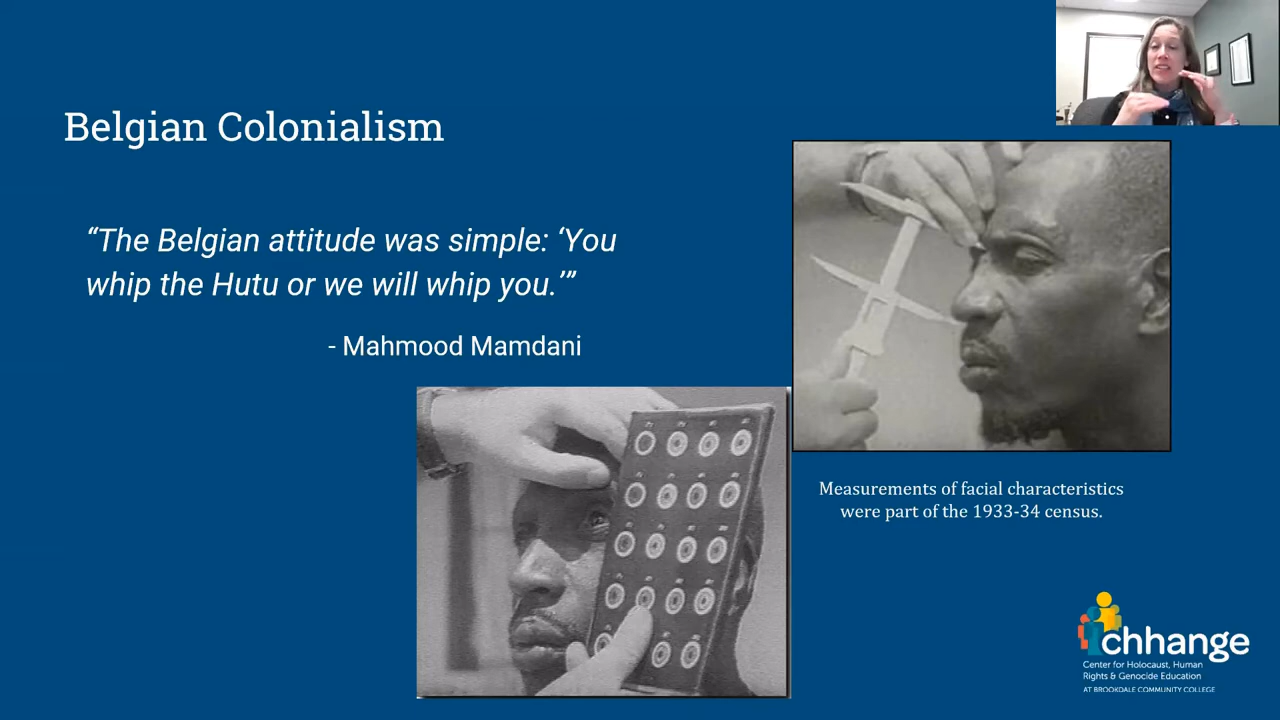 Belgian Colonialism
“The Belgian attitude was simple: ‘You
whip the Hutu or we will whip you.’”
- Mahmood Mamdani
Measurements of facial characteristics
were part of the 1933-34 census.
chhange
Center for Holocaust, Human
Rights & Genocide Education
AT BROOKDALE COMMUNITY COLLEGE